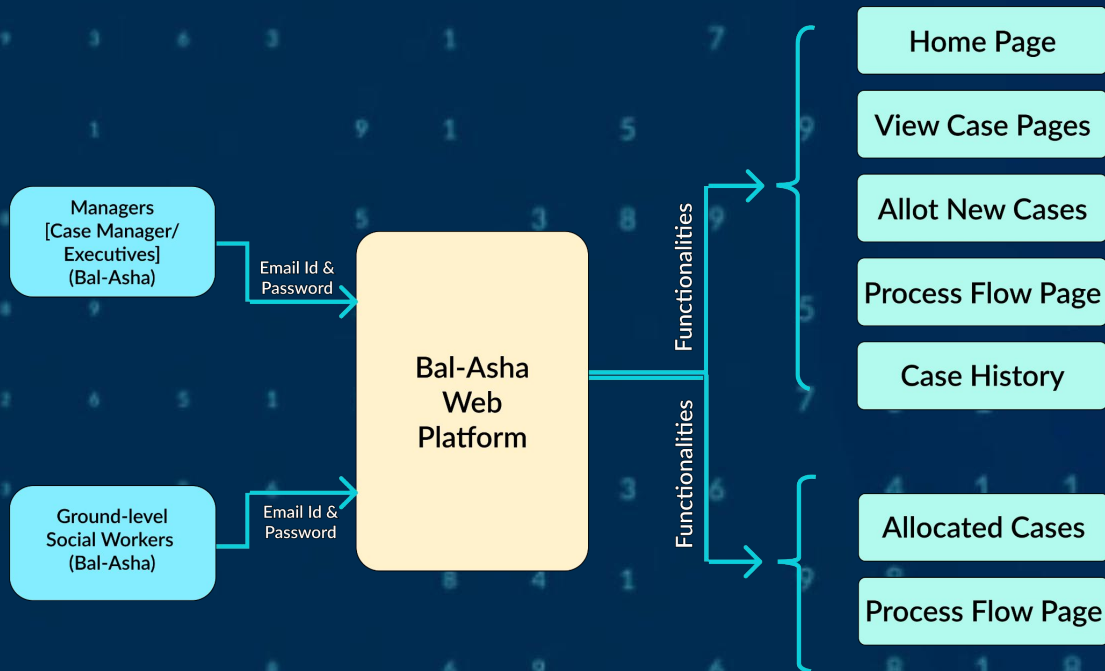 Managers
[Case Manager/
Executives]
(Bal-Asha)
Email Id &
Password
Ground-level
Social Workers
(Bal-Asha)
Email Id &
Password
Bal-Asha
Web
Platform
Functionalities
Functionalities
Home Page
View Case Pages
Allot New Cases
Process Flow Page
Case History
Allocated Cases
Process Flow Page